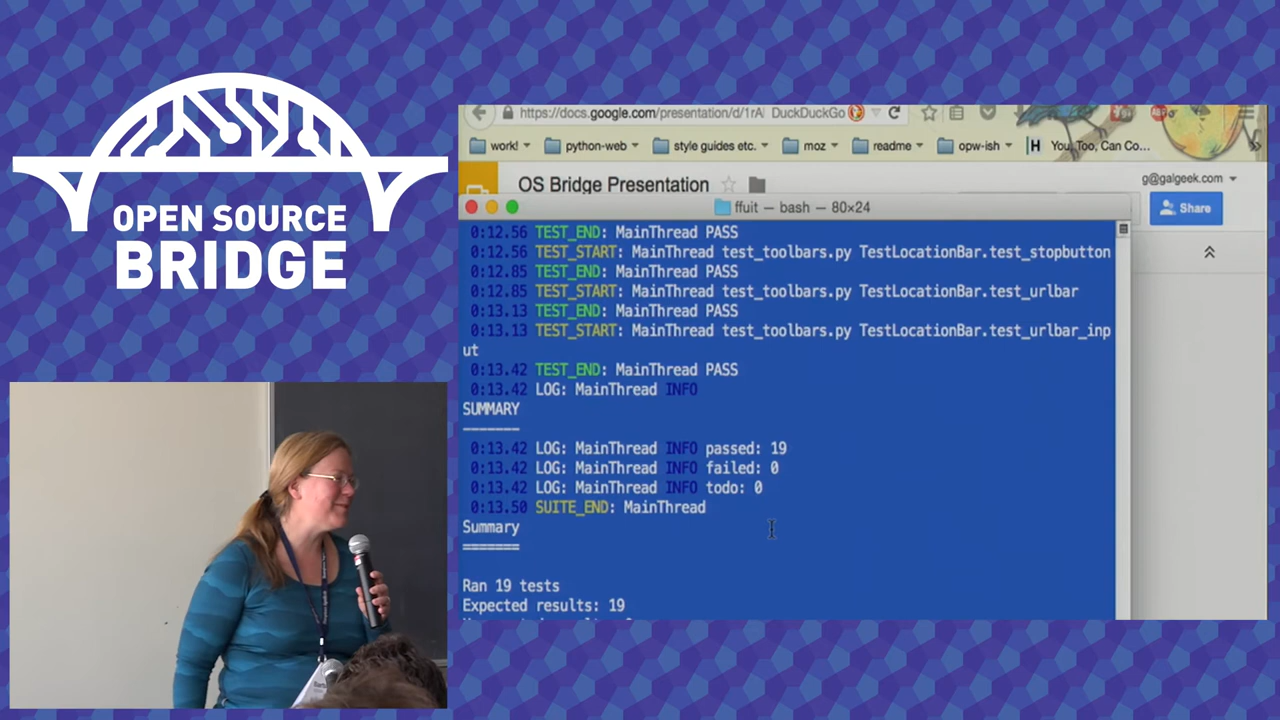 OPEN SOURCE
BRIDGE
https://docs.google.com/presentation/d/1rA
DuckDuckGo
work!
python-web
style guides etc.
moz
readme
opw-ish
H
You, Too, Can Co...
OS Bridge Presentation
g@galgeek.com
Share
ffuit — bash — 80×24
0:12.56 TEST_END: MainThread PASS
0:12.56 TEST_START: MainThread test_toolbars.py TestLocationBar.test_stopbutton
0:12.85 TEST_END: MainThread PASS
0:12.85 TEST_START: MainThread test_toolbars.py TestLocationBar.test_urlbar
0:13.13 TEST_END: MainThread PASS
0:13.13 TEST_START: MainThread test_toolbars.py TestLocationBar.test_urlbar_inp
ut
0:13.42 TEST_END: MainThread PASS
0:13.42 LOG: MainThread INFO
SUMMARY
-------
0:13.42 LOG: MainThread INFO passed: 19
0:13.42 LOG: MainThread INFO failed: 0
0:13.42 LOG: MainThread INFO todo: 0
0:13.50 SUITE_END: MainThread
Summary
=======
Ran 19 tests
Expected results: 19